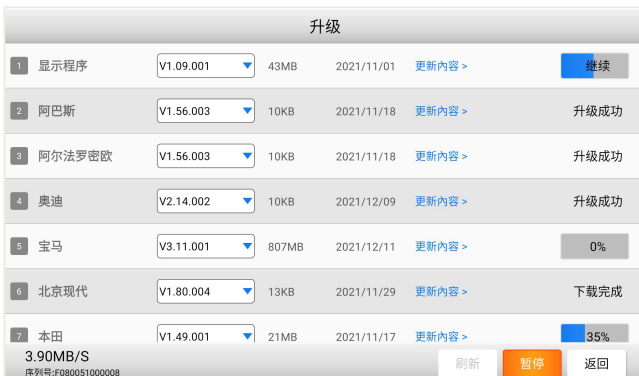 升级
1 显示程序 V1.09.001 43MB 2021/11/01 更新内容 > 继续
2 阿巴斯 V1.56.003 10KB 2021/11/18 更新内容 > 升级成功
3 阿尔法罗密欧 V1.56.003 10KB 2021/11/18 更新内容 > 升级成功
4 奥迪 V2.14.002 10KB 2021/12/09 更新内容 > 升级成功
5 宝马 V3.11.001 807MB 2021/12/11 更新内容 > 0%
6 北京现代 V1.80.004 13KB 2021/11/29 更新内容 > 下载完成
7 本田 V1.49.001 21MB 2021/11/17 更新内容 > 35%
3.90MB/S
序列号:F080051000008
刷新 暂停 返回